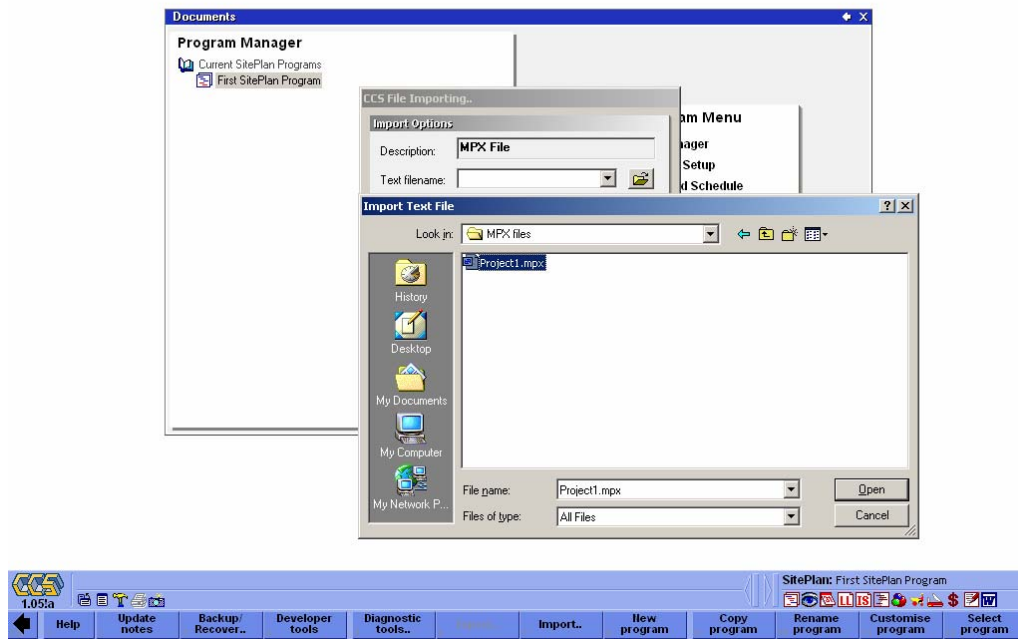 Documents
Program Manager
Current SitePlan Programs
First SitePlan Program
CCS File Importing..
Import Options
Description: MPX File
Text filename:
am Menu
nager
Setup
d Schedule
Import Text File
Look in: MPX files
Project1.mpx
History
Desktop
My Documents
My Computer
My Network P...
File name: Project1.mpx Open
Files of type: All Files Cancel
CCS
1.05!a
SitePlan: First SitePlan Program
LL IS $ W
Help Update notes Backup/ Recover.. Developer tools Diagnostic tools.. Import.. New program Copy program Rename program Customise program Select program